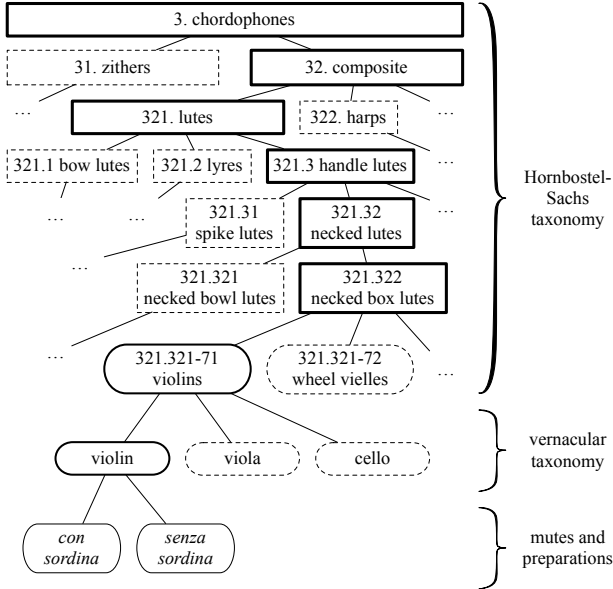 3. chordophones
31. zithers
32. composite
…
321. lutes
322. harps
…
321.1 bow lutes
321.2 lyres
321.3 handle lutes
…
Hornbostel-
Sachs
taxonomy
…
…
321.31
spike lutes
321.32
necked lutes
…
…
321.321
necked bowl lutes
321.322
necked box lutes
…
321.321-71
violins
321.321-72
wheel vielles
…
violin
viola
cello
vernacular
taxonomy
con
sordina
senza
sordina
mutes and
preparations